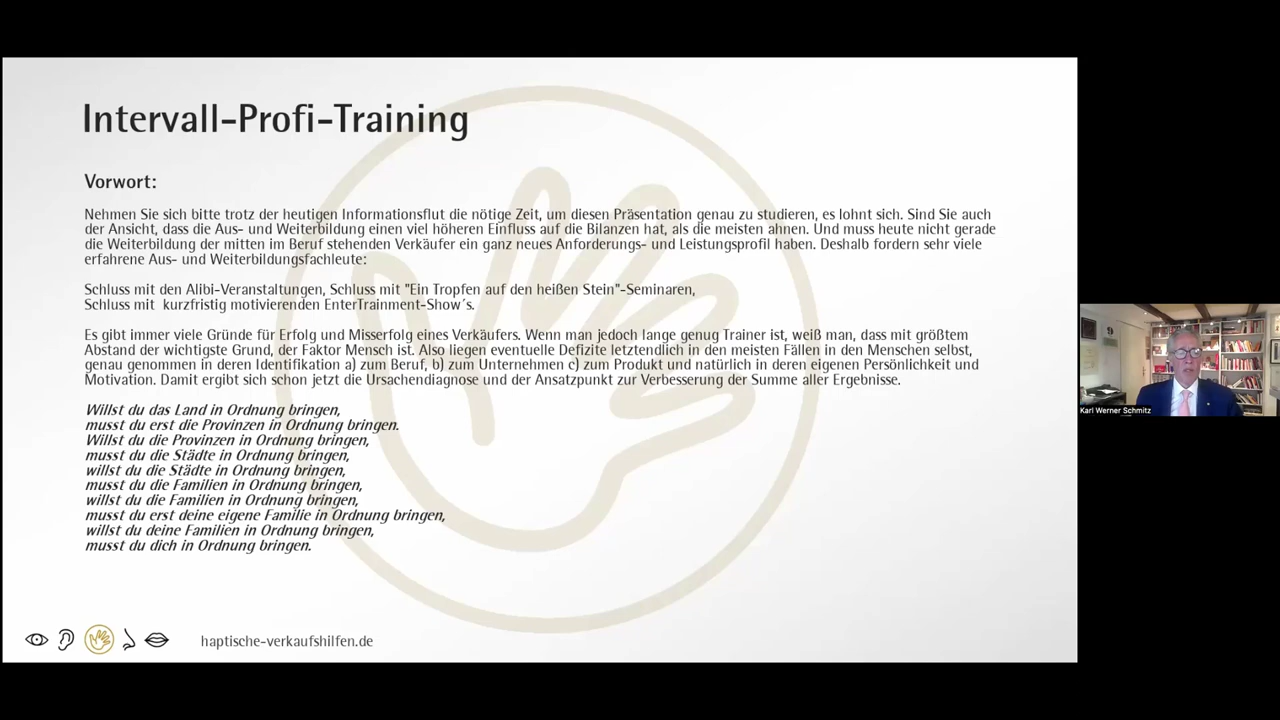 Intervall-Profi-Training
Vorwort:
Nehmen Sie sich bitte trotz der heutigen Informationsflut die nötige Zeit, um diesen Präsentation genau zu studieren, es lohnt sich. Sind Sie auch
der Ansicht, dass die Aus- und Weiterbildung einen viel höheren Einfluss auf die Bilanzen hat, als die meisten ahnen. Und muss heute nicht gerade
die Weiterbildung der mitten im Beruf stehenden Verkäufer ein ganz neues Anforderungs- und Leistungsprofil haben. Deshalb fordern sehr viele
erfahrene Aus- und Weiterbildungsfachleute:
Schluss mit den Alibi-Veranstaltungen, Schluss mit "Ein Tropfen auf den heißen Stein"-Seminaren,
Schluss mit  kurzfristig motivierenden EnterTrainment-Show´s.
Es gibt immer viele Gründe für Erfolg und Misserfolg eines Verkäufers. Wenn man jedoch lange genug Trainer ist, weiß man, dass mit größtem
Abstand der wichtigste Grund, der Faktor Mensch ist. Also liegen eventuelle Defizite letztendlich in den meisten Fällen in den Menschen selbst,
genau genommen in deren Identifikation a) zum Beruf, b) zum Unternehmen c) zum Produkt und natürlich in deren eigenen Persönlichkeit und
Motivation. Damit ergibt sich schon jetzt die Ursachendiagnose und der Ansatzpunkt zur Verbesserung der Summe aller Ergebnisse.
Willst du das Land in Ordnung bringen,
musst du erst die Provinzen in Ordnung bringen.
Willst du die Provinzen in Ordnung bringen,
musst du die Städte in Ordnung bringen,
willst du die Städte in Ordnung bringen,
musst du die Familien in Ordnung bringen,
willst du die Familien in Ordnung bringen,
musst du erst deine eigene Familie in Ordnung bringen,
willst du deine Familien in Ordnung bringen,
musst du dich in Ordnung bringen.
haptische-verkaufshilfen.de
Karl Werner Schmitz